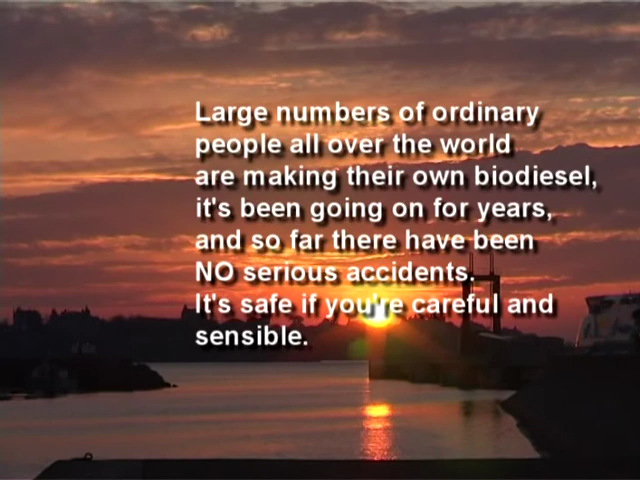 Large numbers of ordinary
people all over the world
are making their own biodiesel,
it's been going on for years,
and so far there have been
NO serious accidents.
It's safe if you're careful and
sensible.